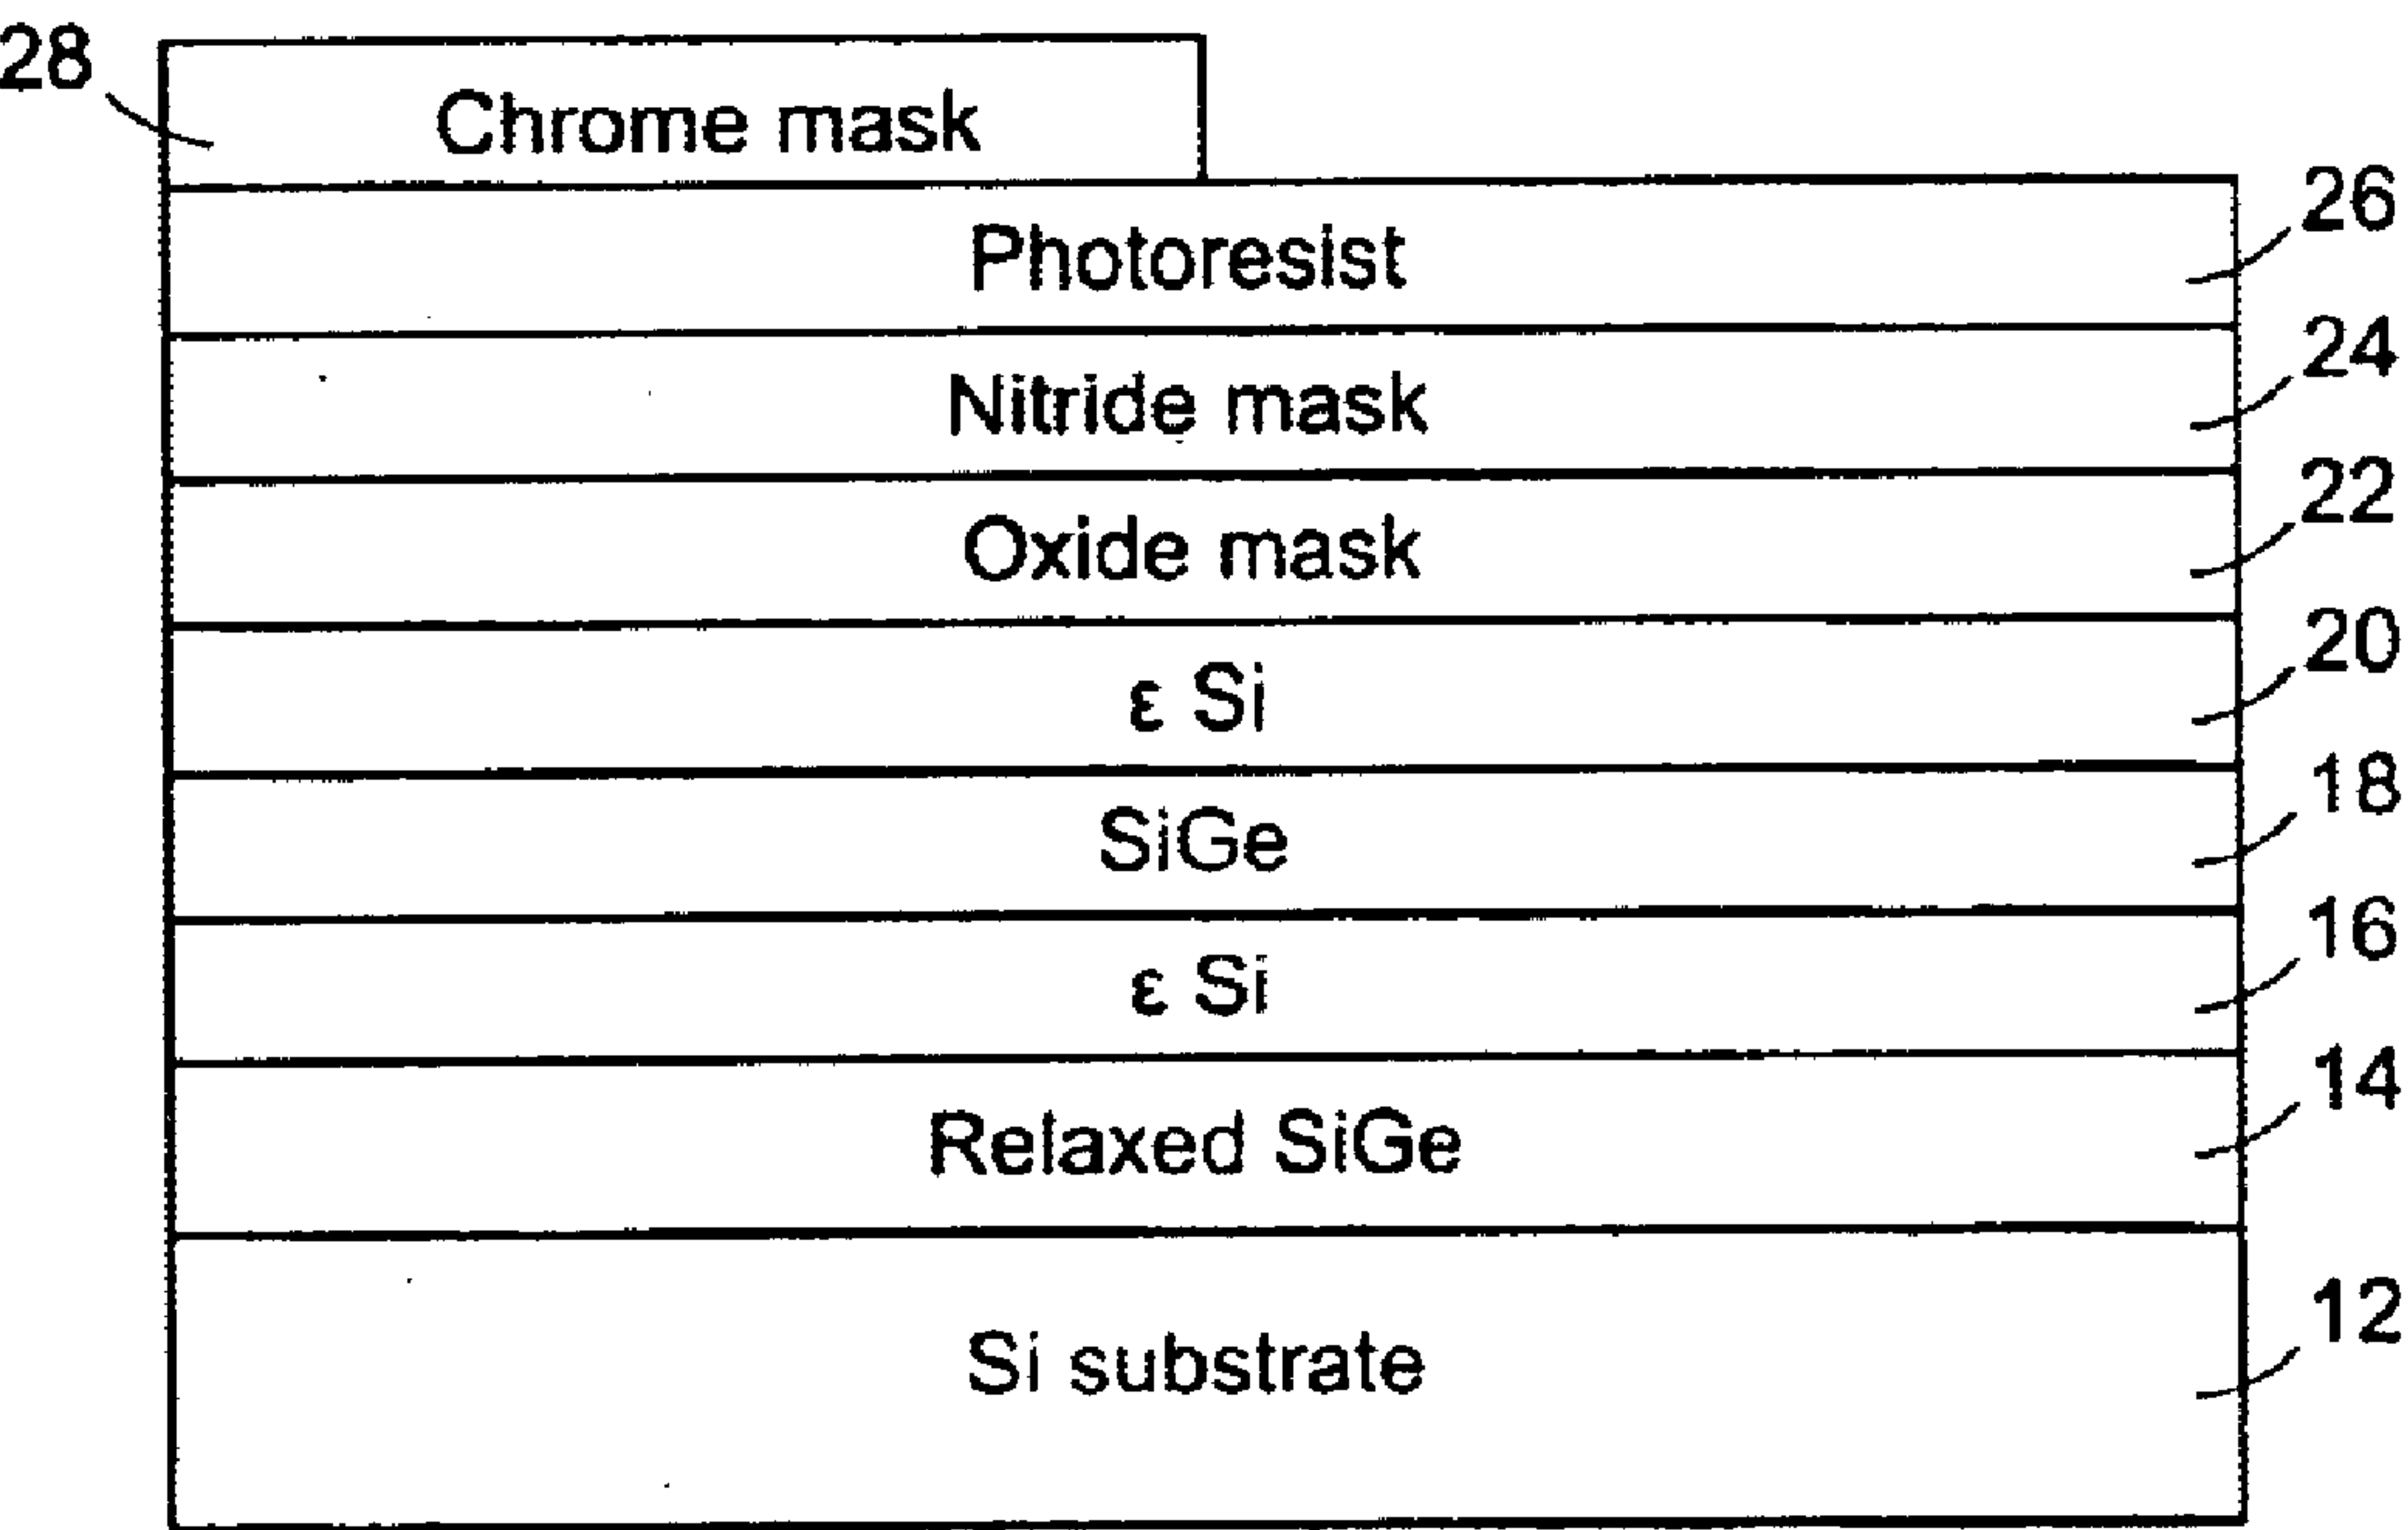 28
Chrome mask
Photoresist
26
Nitride mask
24
Oxide mask
22
ε Si
20
SiGe
18
ε Si
16
Relaxed SiGe
14
Si substrate
12